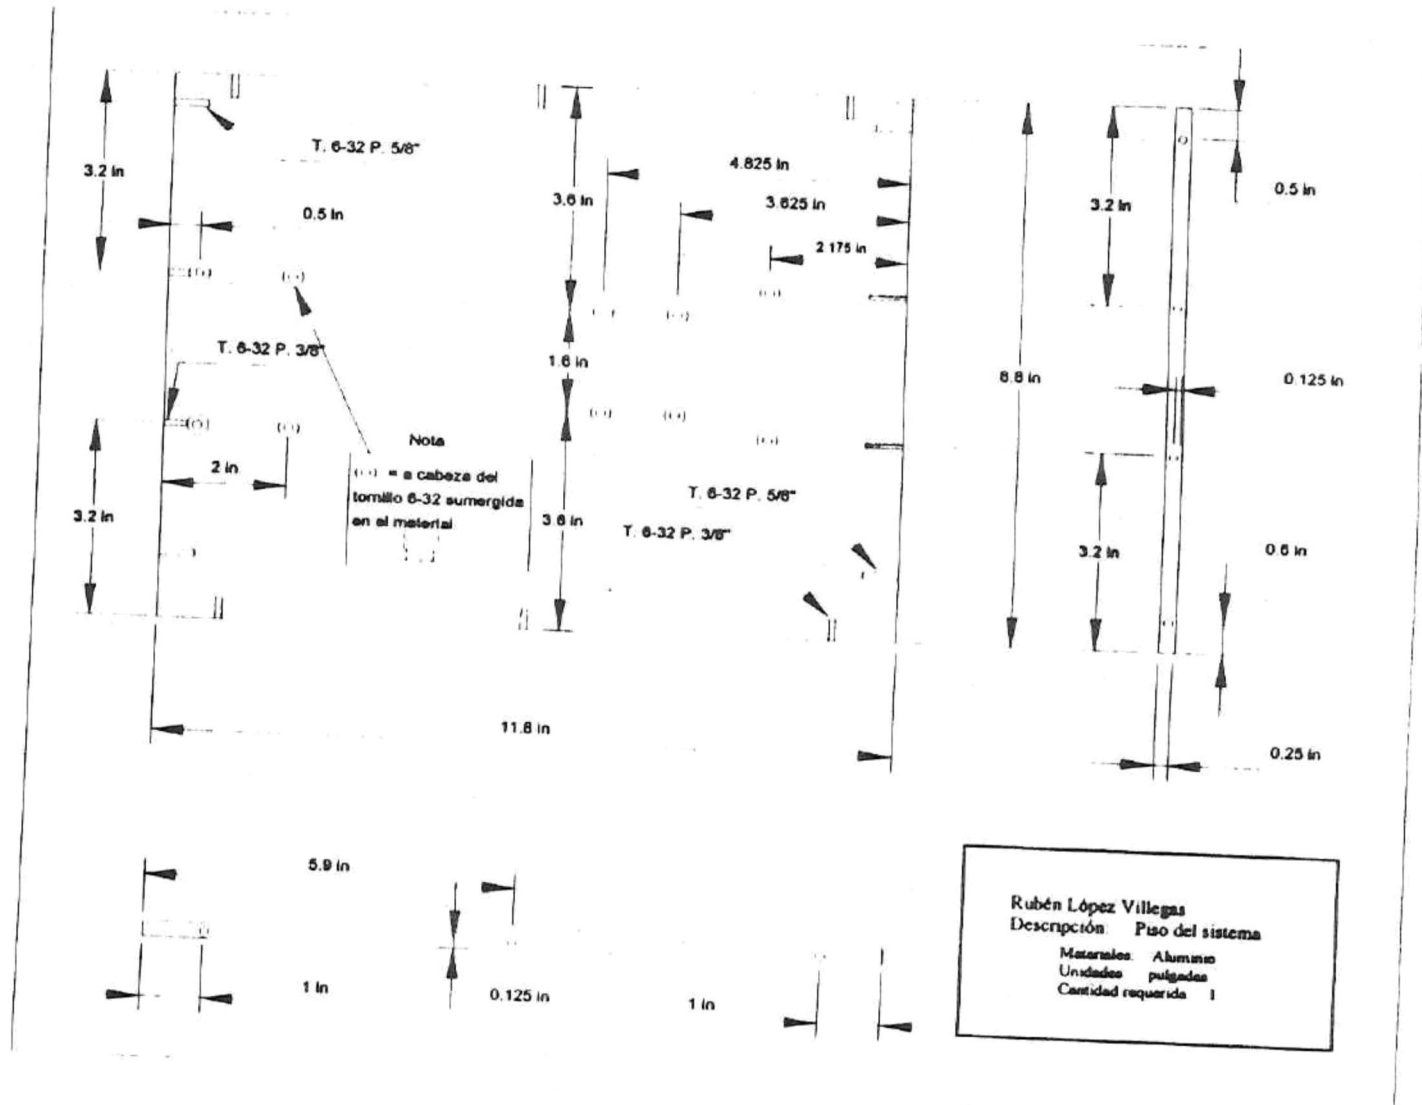 3.2 in
T. 6-32 P. 5/8"
0.5 in
T. 6-32 P. 3/8"
2 in
3.2 in
Nota
= a cabeza del
tornillo 6-32 sumergida
en el material
3.6 in
1.6 in
3.6 in
4.825 in
3.625 in
2.175 in
T. 6-32 P. 5/8"
T. 6-32 P. 3/8"
8.8 in
3.2 in
0.5 in
0.125 in
3.2 in
0.25 in
11.8 in
5.9 in
1 in
0.125 in
1 in
Rubén López Villegas
Descripción: Piso del sistema
Materiales: Aluminio
Unidades pulgadas
Cantidad requerida 1